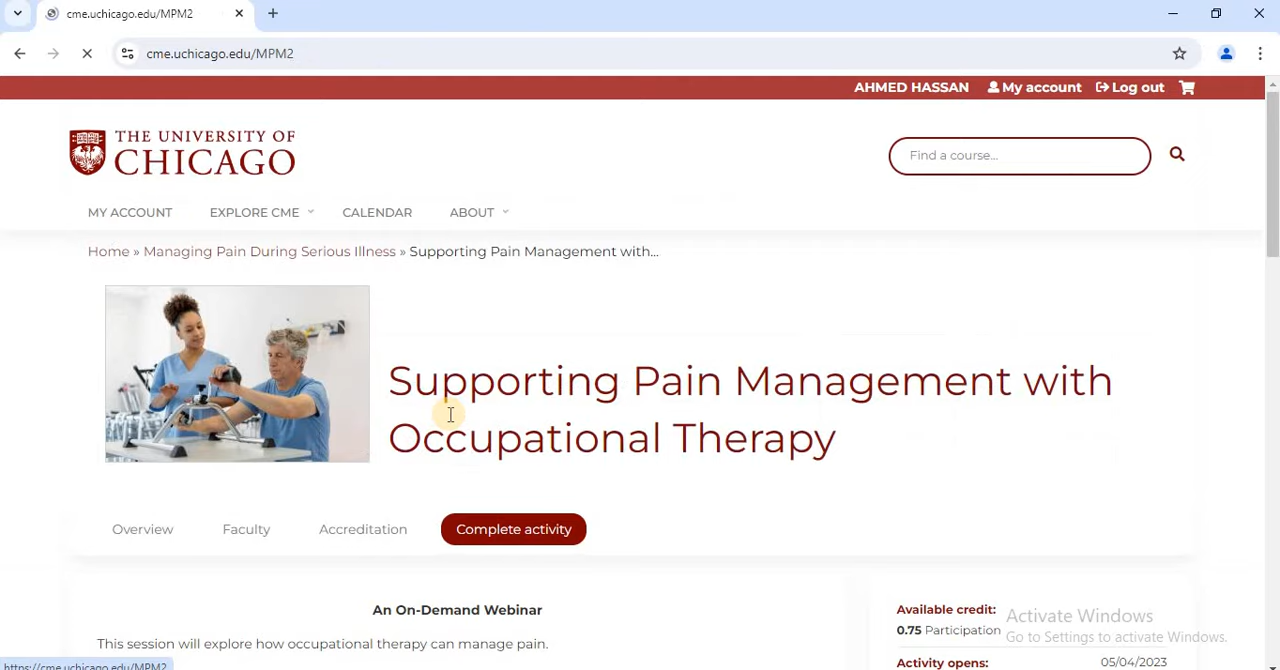 cme.uchicago.edu/MPM2
cme.uchicago.edu/MPM2
AHMED HASSAN My account Log out
THE UNIVERSITY OF
CHICAGO
Find a course...
MY ACCOUNT EXPLORE CME CALENDAR ABOUT
Home » Managing Pain During Serious Illness » Supporting Pain Management with...
Supporting Pain Management with
Occupational Therapy
Overview Faculty Accreditation Complete activity
An On-Demand Webinar
This session will explore how occupational therapy can manage pain.
Available credit:
0.75 Participation
Activity opens: 05/04/2023
Activate Windows
Go to Settings to activate Windows.
https://cme.uchicago.edu/MPM2